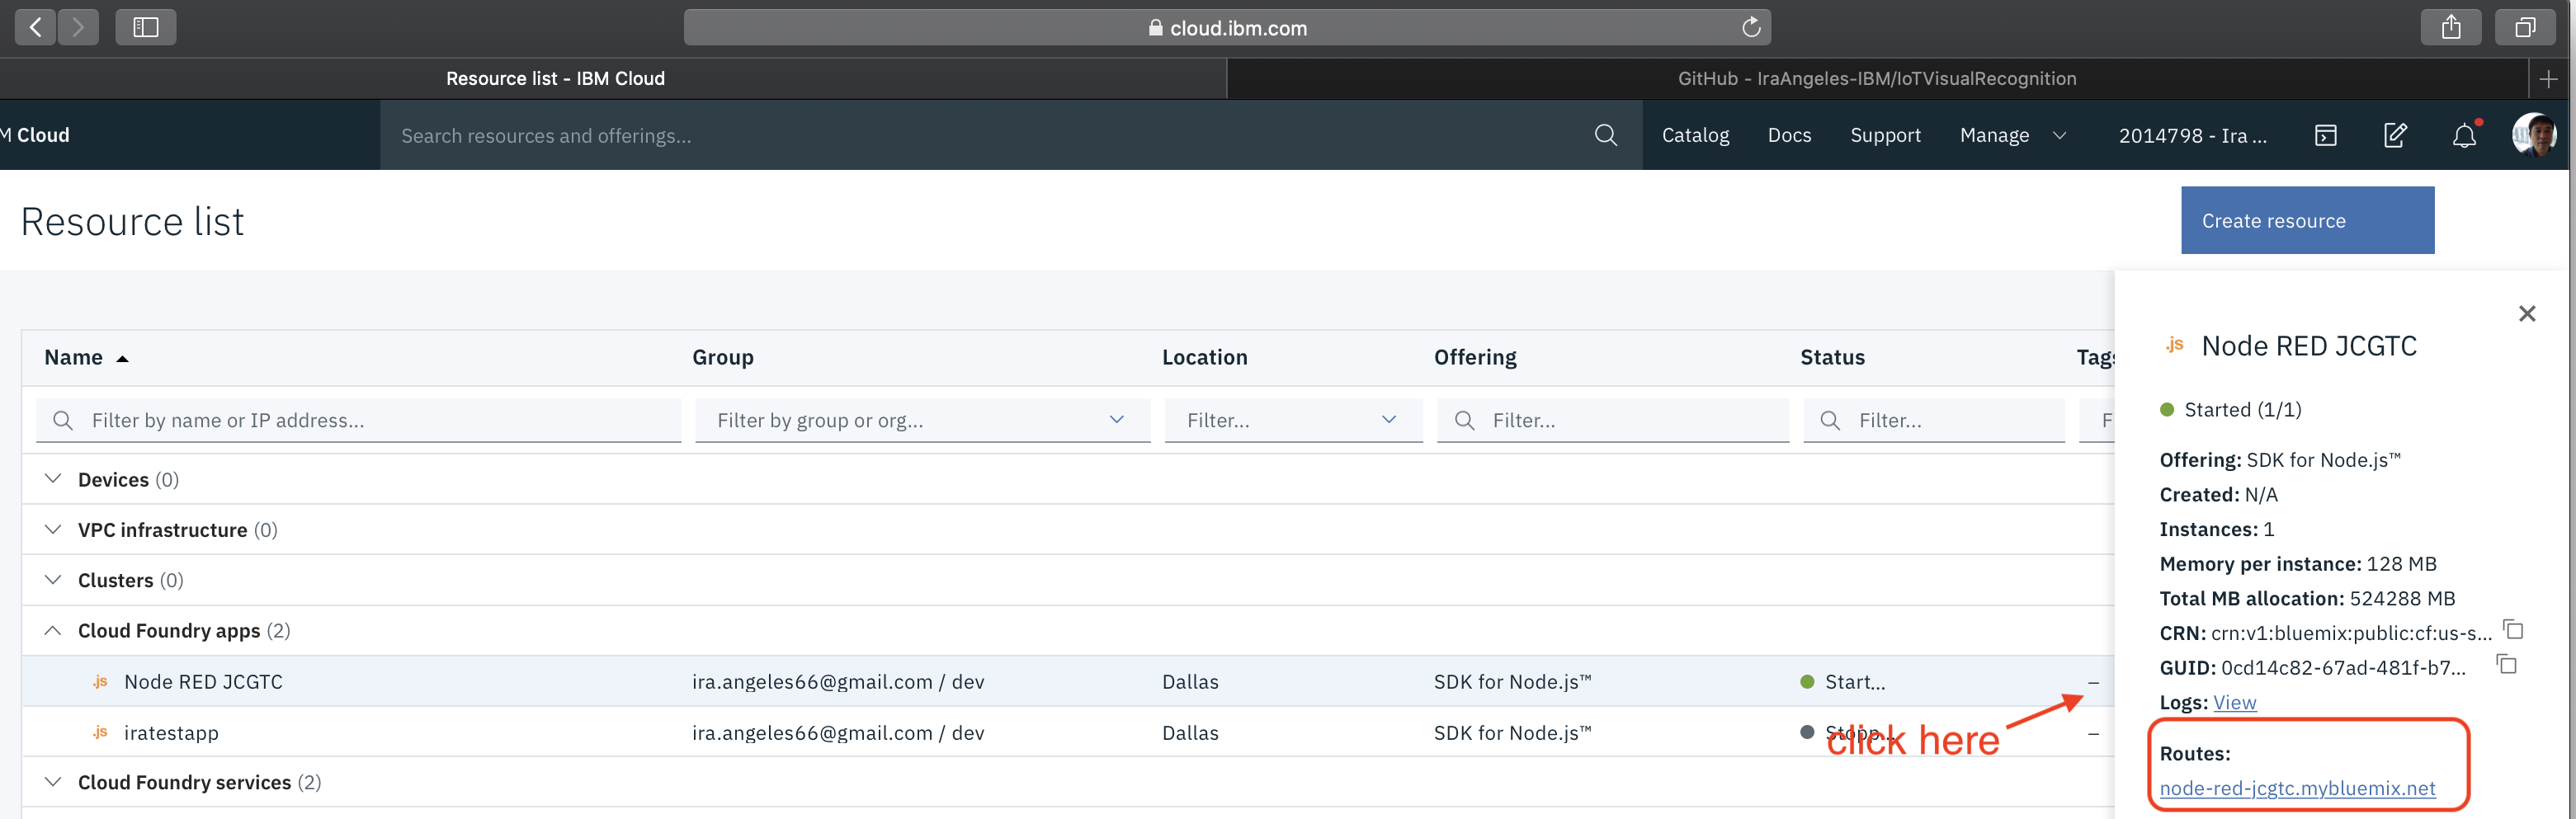 cloud.ibm.com
Resource list - IBM Cloud
GitHub - IraAngeles-IBM/IoTVisualRecognition
M Cloud
Search resources and offerings...
Catalog
Docs
Support
Manage
2014798 - Ira ...
Resource list
Create resource
Name
Group
Location
Offering
Status
Tags
Filter by name or IP address...
Filter by group or org...
Filter...
Filter...
Filter...
F
Devices (0)
VPC infrastructure (0)
Clusters (0)
Cloud Foundry apps (2)
.js Node RED JCGTC
ira.angeles66@gmail.com / dev
Dallas
SDK for Node.js™
Start...
–
.js iratestapp
ira.angeles66@gmail.com / dev
Dallas
SDK for Node.js™
Stopp...
–
click here
Cloud Foundry services (2)
.js Node RED JCGTC
Started (1/1)
Offering: SDK for Node.js™
Created: N/A
Instances: 1
Memory per instance: 128 MB
Total MB allocation: 524288 MB
CRN: crn:v1:bluemix:public:cf:us-s...
GUID: 0cd14c82-67ad-481f-b7...
Logs: View
Routes:
node-red-jcgtc.mybluemix.net